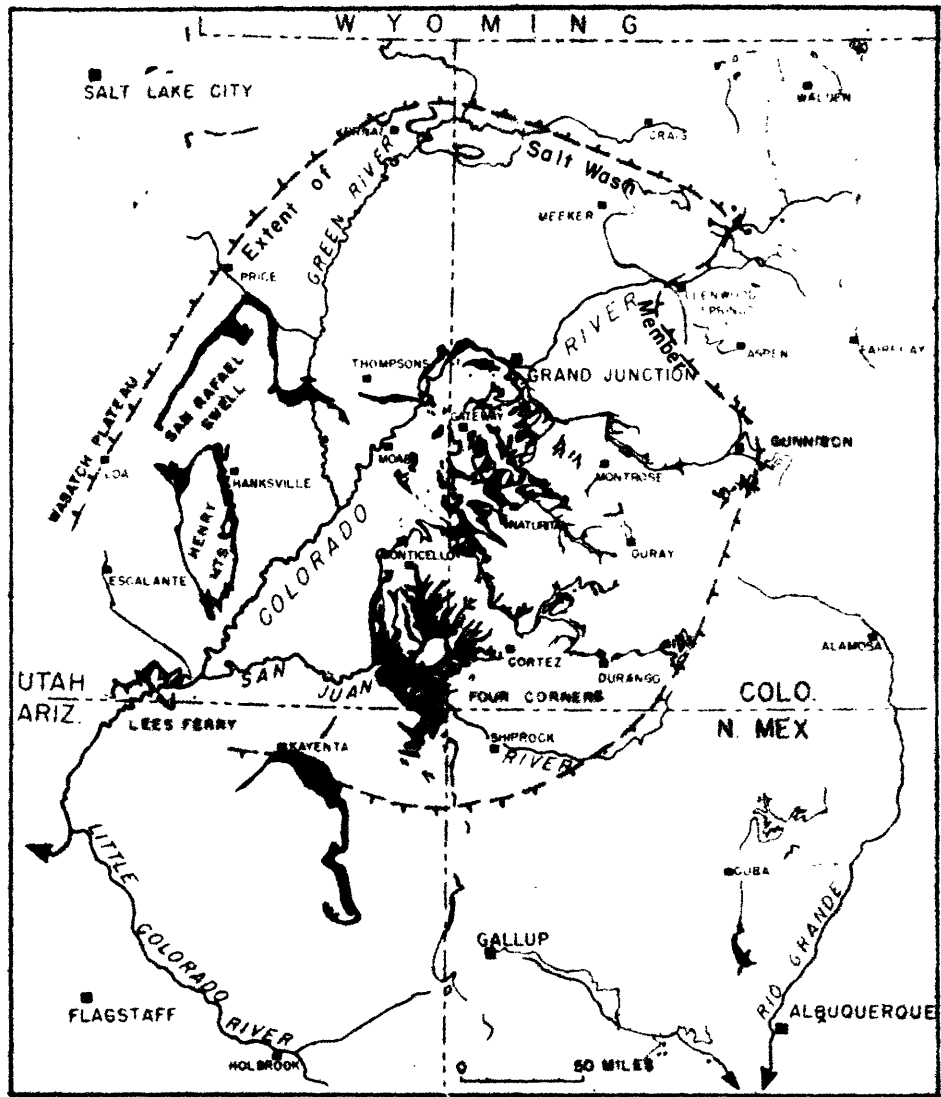 WYOMING
SALT LAKE CITY
WALDEN
CRAIG
Extent of
Salt Wash
Member
GREEN RIVER
MEEKER
PRICE
RIVER
ASPEN
THOMPSONS
GRAND JUNCTION
SAN RAFAEL
SWELL
WASATCH PLATEAU
GATEWAY
GUNNISON
MOAB
LOA
HANKSVILLE
MONTROSE
HENRY
MTS.
NATURITA
OURAY
COLORADO
MONTICELLO
ESCALANTE
ALAMOSA
CORTEZ
DURANGO
UTAH
ARIZ.
SAN
JUAN
FOUR CORNERS
COLO.
N. MEX
LEES FERRY
SHIPROCK
RIVER
KAYENTA
LITTLE
COLORADO
RIVER
CUBA
RIO GRANDE
GALLUP
FLAGSTAFF
ALBUQUERQUE
HOLBROOK
0 50 MILES